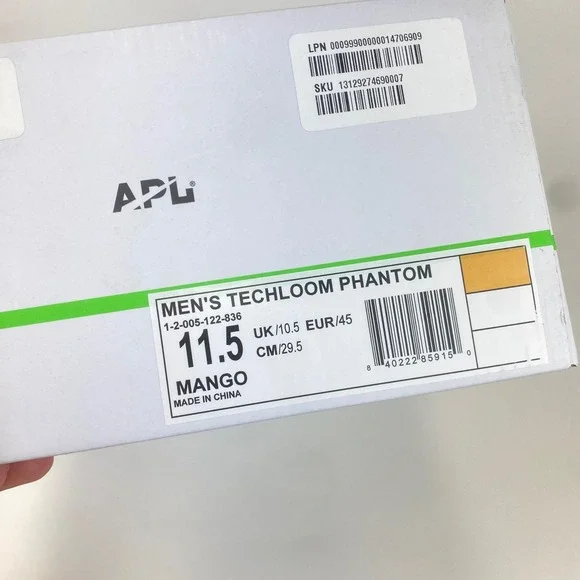 LPN 00099900000014706909
SKU 13129274690007
APL®
MEN'S TECHLOOM PHANTOM
1-2-005-122-836
11.5 UK/10.5 EUR/45
CM/29.5
MANGO
MADE IN CHINA
8 40222 85915 0